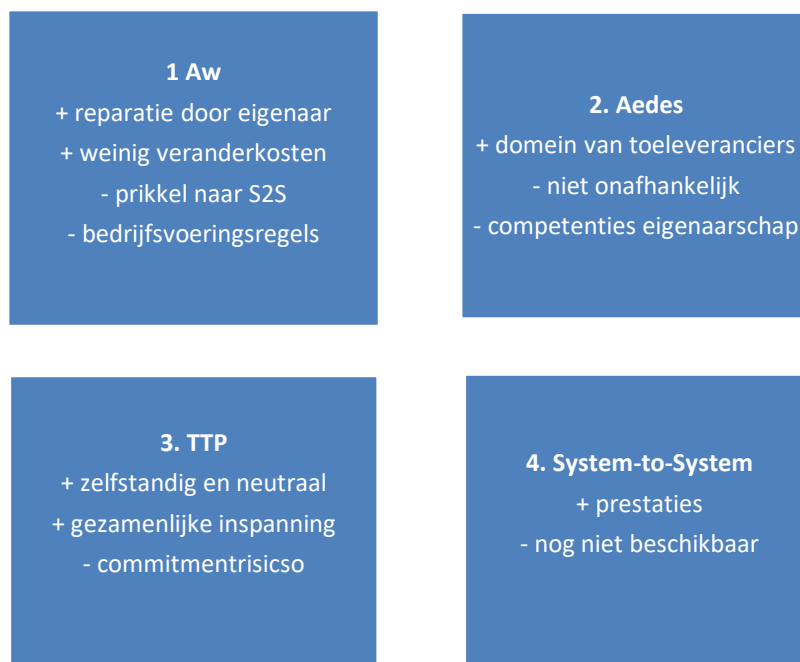 1 Aw
+ reparatie door eigenaar
+ weinig veranderkosten
- prikkel naar S2S
- bedrijfsvoeringsregels
2. Aedes
+ domein van toeleveranciers
- niet onafhankelijk
- competenties eigenaarschap
3. TTP
+ zelfstandig en neutraal
+ gezamenlijke inspanning
- commitmentrisicso
4. System-to-System
+ prestaties
- nog niet beschikbaar